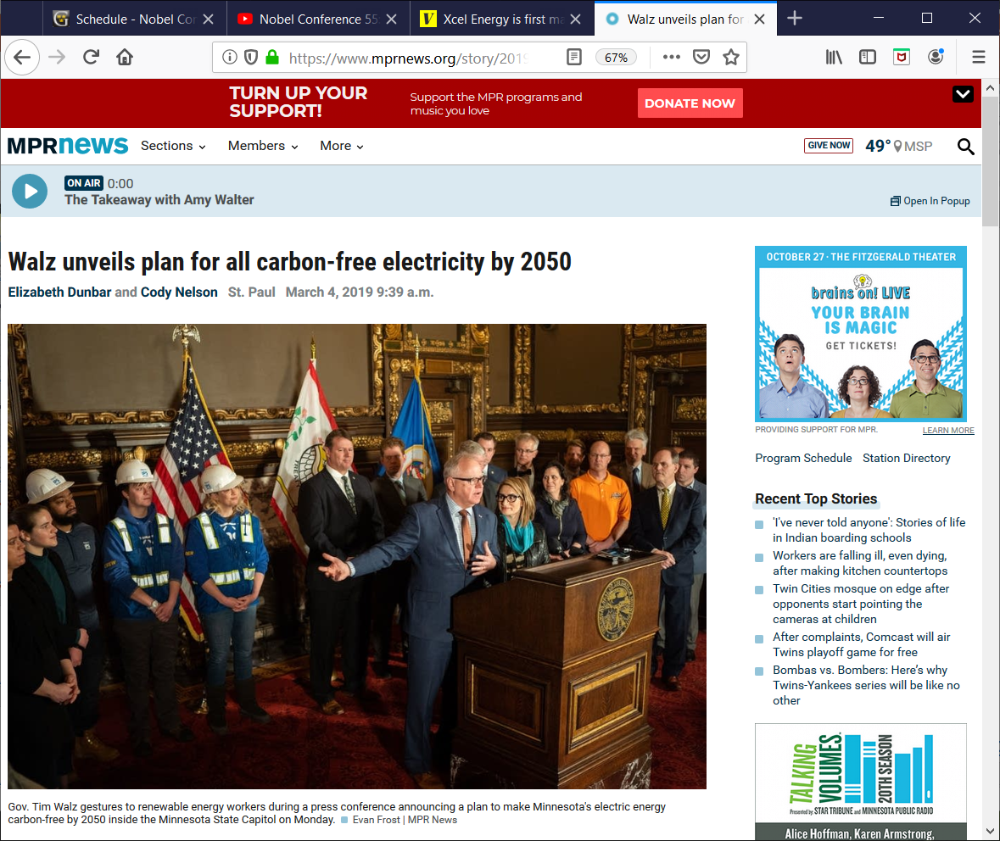 Schedule - Nobel Co
Nobel Conference 55
Xcel Energy is first ma
Walz unveils plan for
https://www.mprnews.org/story/2019
67%
TURN UP YOUR
SUPPORT!
Support the MPR programs and
music you love
DONATE NOW
MPRnews
Sections
Members
More
GIVE NOW
49°
MSP
ON AIR 0:00
The Takeaway with Amy Walter
Open In Popup
Walz unveils plan for all carbon-free electricity by 2050
Elizabeth Dunbar and Cody Nelson St. Paul March 4, 2019 9:39 a.m.
Gov. Tim Walz gestures to renewable energy workers during a press conference announcing a plan to make Minnesota's electric energy
carbon-free by 2050 inside the Minnesota State Capitol on Monday. Evan Frost | MPR News
OCTOBER 27 · THE FITZGERALD THEATER
brains on! LIVE
YOUR BRAIN
IS MAGIC
GET TICKETS!
PROVIDING SUPPORT FOR MPR.
LEARN MORE
Program Schedule Station Directory
Recent Top Stories
'I've never told anyone': Stories of life
in Indian boarding schools
Workers are falling ill, even dying,
after making kitchen countertops
Twin Cities mosque on edge after
opponents start pointing the
cameras at children
After complaints, Comcast will air
Twins playoff game for free
Bombas vs. Bombers: Here's why
Twins-Yankees series will be like no
other
TALKING
VOLUMES.
20TH SEASON
Presented by STAR TRIBUNE and MINNESOTA PUBLIC RADIO
Alice Hoffman, Karen Armstrong,